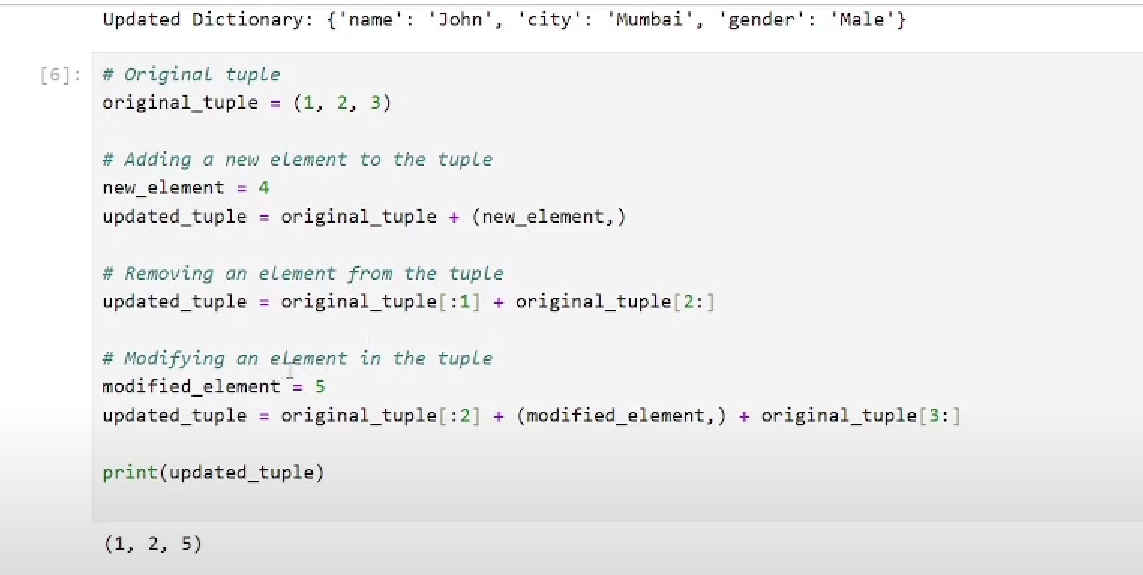 Updated Dictionary: {'name': 'John', 'city': 'Mumbai', 'gender': 'Male'}
[6]: # Original tuple
original_tuple = (1, 2, 3)
# Adding a new element to the tuple
new_element = 4
updated_tuple = original_tuple + (new_element,)
# Removing an element from the tuple
updated_tuple = original_tuple[:1] + original_tuple[2:]
# Modifying an element in the tuple
modified_element = 5
updated_tuple = original_tuple[:2] + (modified_element,) + original_tuple[3:]
print(updated_tuple)
(1, 2, 5)